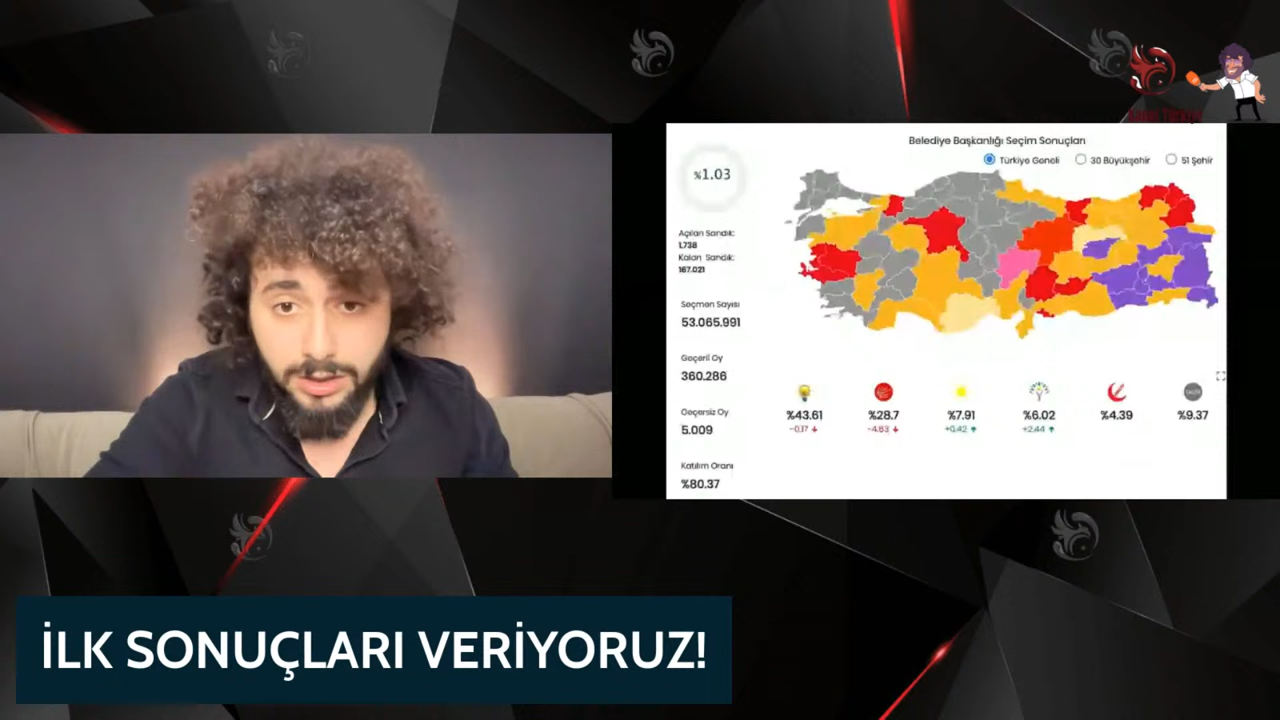 Belediye Başkanlığı Seçim Sonuçları
Türkiye Geneli 30 Büyükşehir 51 Şehir
%1.03
Açılan Sandık:
1.738
Kalan Sandık:
167.021
Seçmen Sayısı
53.065.991
Geçerli Oy
360.286
Geçersiz Oy
5.009
Katılım Oranı
%80.37
%43.61 %28.7 %7.91 %6.02 %4.39 %9.37
-0.17 -4.63 +0.42 +2.44
İLK SONUÇLARI VERİYORUZ!